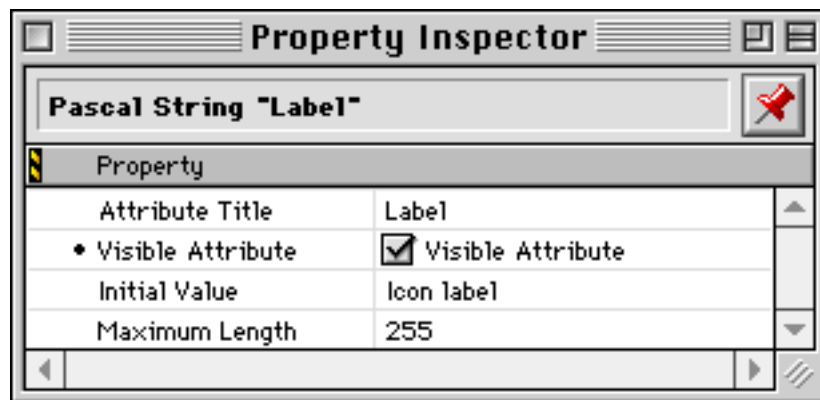 Property Inspector
Pascal String "Label"
Property
Attribute Title Label
• Visible Attribute Visible Attribute
Initial Value Icon label
Maximum Length 255